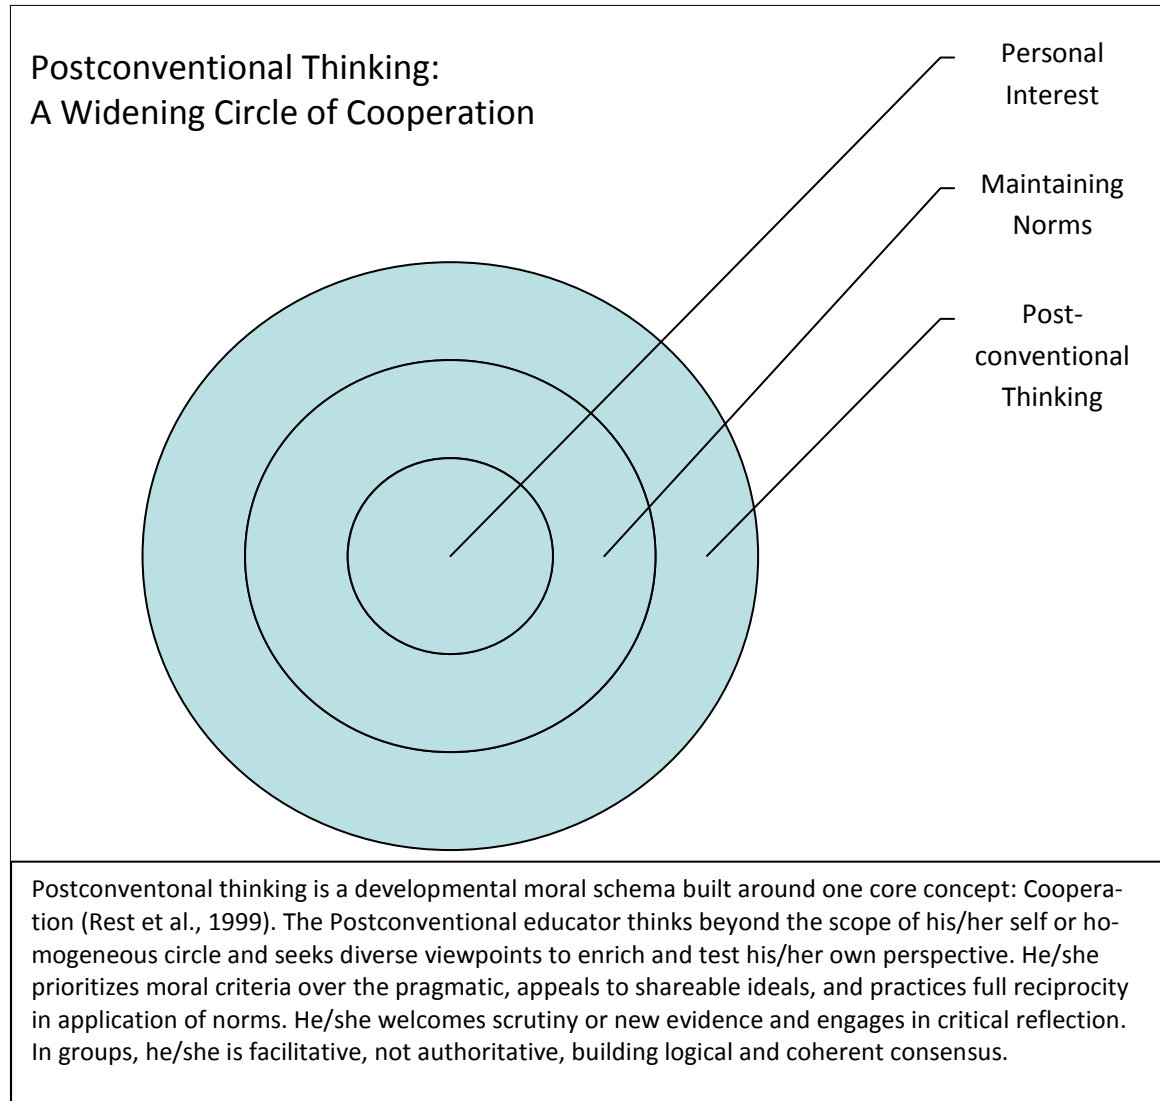 Postconventional Thinking:
A Widening Circle of Cooperation
Personal
Interest
Maintaining
Norms
Post-
conventional
Thinking
Postconventonal thinking is a developmental moral schema built around one core concept: Coopera-
tion (Rest et al., 1999). The Postconventional educator thinks beyond the scope of his/her self or ho-
mogeneous circle and seeks diverse viewpoints to enrich and test his/her own perspective. He/she
prioritizes moral criteria over the pragmatic, appeals to shareable ideals, and practices full reciprocity
in application of norms. He/she welcomes scrutiny or new evidence and engages in critical reflection.
In groups, he/she is facilitative, not authoritative, building logical and coherent consensus.